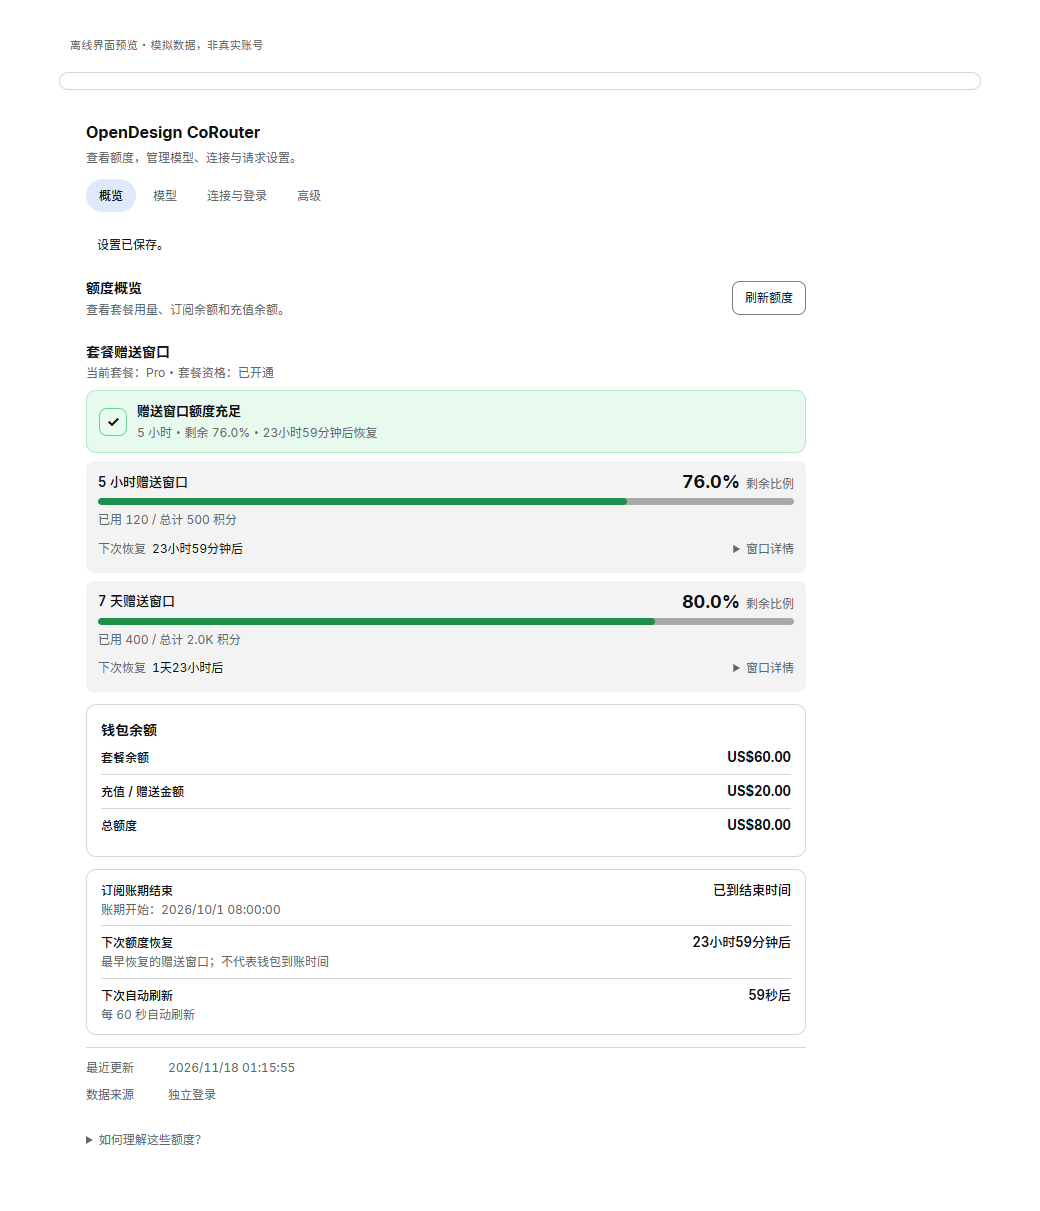 离线界面预览 · 模拟数据，非真实账号
OpenDesign CoRouter
查看额度，管理模型、连接与请求设置。
概览 模型 连接与登录 高级
设置已保存。
额度概览
查看套餐用量、订阅余额和充值余额。
刷新额度
套餐赠送窗口
当前套餐：Pro · 套餐资格：已开通
赠送窗口额度充足
5 小时 · 剩余 76.0% · 23小时59分钟后恢复
5 小时赠送窗口 76.0% 剩余比例
已用 120 / 总计 500 积分
下次恢复 23小时59分钟后 ▶ 窗口详情
7 天赠送窗口 80.0% 剩余比例
已用 400 / 总计 2.0K 积分
下次恢复 1天23小时后 ▶ 窗口详情
钱包余额
套餐余额 US$60.00
充值 / 赠送金额 US$20.00
总额度 US$80.00
订阅账期结束 已到结束时间
账期开始：2026/10/1 08:00:00
下次额度恢复 23小时59分钟后
最早恢复的赠送窗口；不代表钱包到账时间
下次自动刷新 59秒后
每 60 秒自动刷新
最近更新 2026/11/18 01:15:55
数据来源 独立登录
▶ 如何理解这些额度？